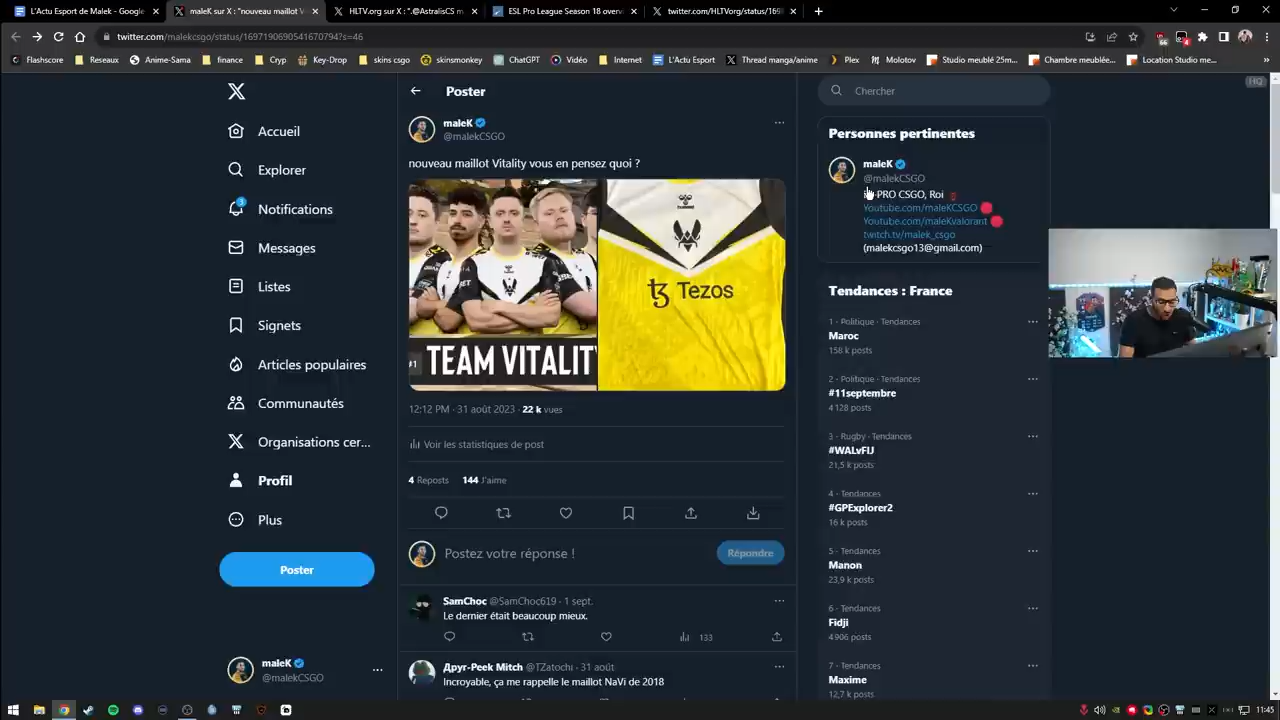 L'Actu Esport de Malek - Google
maleK sur X : "nouveau maillot V
HLTV.org sur X : ".@AstralisCS m
ESL Pro League Season 18 over
twitter.com/HLTVorg/status/169
twitter.com/malekcsgo/status/1697190690541670794?s=46
Flashscore
Reseaux
Anime-Sama
finance
Cryp
Key-Drop
skins csgo
skinsmonkey
ChatGPT
Vidéo
Internet
L'Actu Esport
Thread manga/anime
Plex
Molotov
Studio meublé 25m...
Chambre meublée...
Location Studio me...
HQ
Poster
Chercher
Accueil
Explorer
3
Notifications
Messages
Listes
Signets
Articles populaires
Communautés
Organisations cer...
Profil
Plus
Poster
maleK
@malekCSGO
maleK
@malekCSGO
nouveau maillot Vitality vous en pensez quoi ?
#1 TEAM VITALITY
hummel
Tezos
12:12 PM · 31 août 2023 · 22 k vues
Voir les statistiques de post
4 Reposts 144 J'aime
Postez votre réponse !
Répondre
SamChoc @SamChoc619 · 1 sept.
Le dernier était beaucoup mieux.
133
Друг-Peek Mitch @TZatochi · 31 août
Incroyable, ça me rappelle le maillot NaVi de 2018
Personnes pertinentes
maleK
@malekCSGO
PRO CSGO, Roi
Youtube.com/maleKCSGO
Youtube.com/maleKvalorant
twitch.tv/malek_csgo
(malekcsgo13@gmail.com)
Tendances : France
1 · Politique · Tendances
Maroc
158 k posts
2 · Politique · Tendances
#11septembre
4 128 posts
3 · Rugby · Tendances
#WALvFIJ
21,5 k posts
4 · Tendances
#GPExplorer2
16 k posts
5 · Tendances
Manon
23,9 k posts
6 · Tendances
Fidji
4 906 posts
7 · Tendances
Maxime
12,7 k posts
11:45